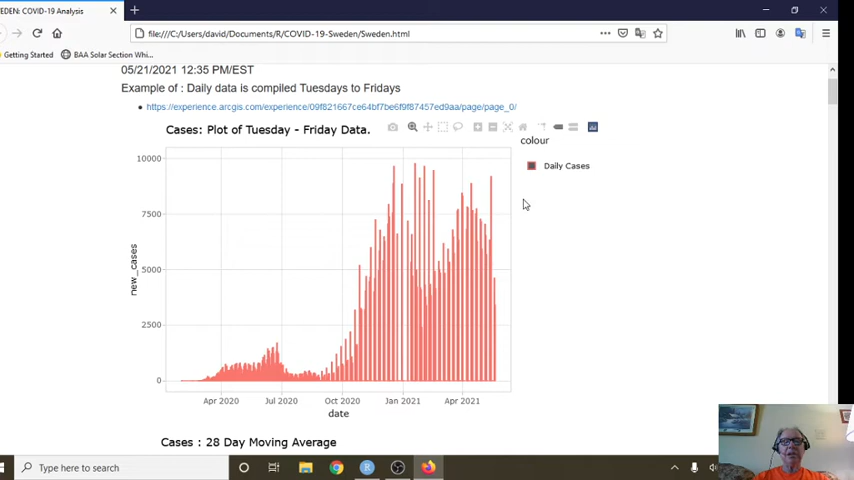 EDEN: COVID-19 Analysis
file:///C:/Users/david/Documents/R/COVID-19-Sweden/Sweden.html
Getting Started
BAA Solar Section Whi...
05/21/2021 12:35 PM/EST
Example of : Daily data is compiled Tuesdays to Fridays
https://experience.arcgis.com/experience/09f821667ce64bf7be6f9f87457ed9aa/page/page_0/
Cases: Plot of Tuesday - Friday Data.
colour
Daily Cases
10000
7500
5000
2500
0
new_cases
Apr 2020
Jul 2020
Oct 2020
Jan 2021
Apr 2021
date
Cases : 28 Day Moving Average
Type here to search